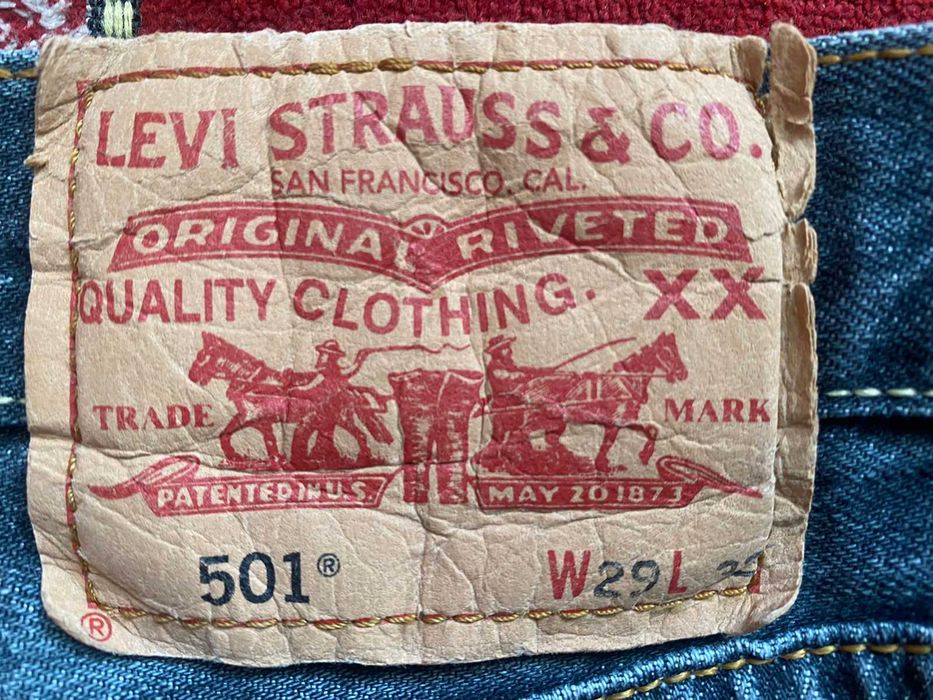 LEVI STRAUSS & CO.
SAN FRANCISCO, CAL.
ORIGINAL RIVETED
QUALITY CLOTHING. XX
TRADE MARK
PATENTED IN U.S. MAY 20 1873
501® W29 L
®